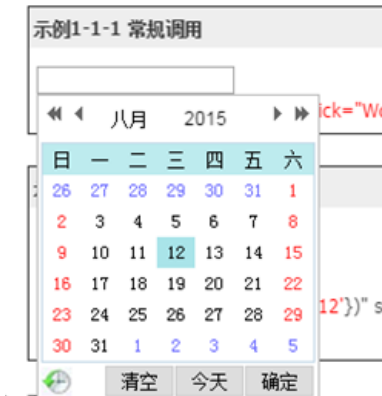 示例1-1-1 常规调用
八月 2015
ick="Wo
日 一 二 三 四 五 六
26 27 28 29 30 31 1
2 3 4 5 6 7 8
9 10 11 12 13 14 15
16 17 18 19 20 21 22
23 24 25 26 27 28 29
12'})" s
30 31 1 2 3 4 5
清空 今天 确定